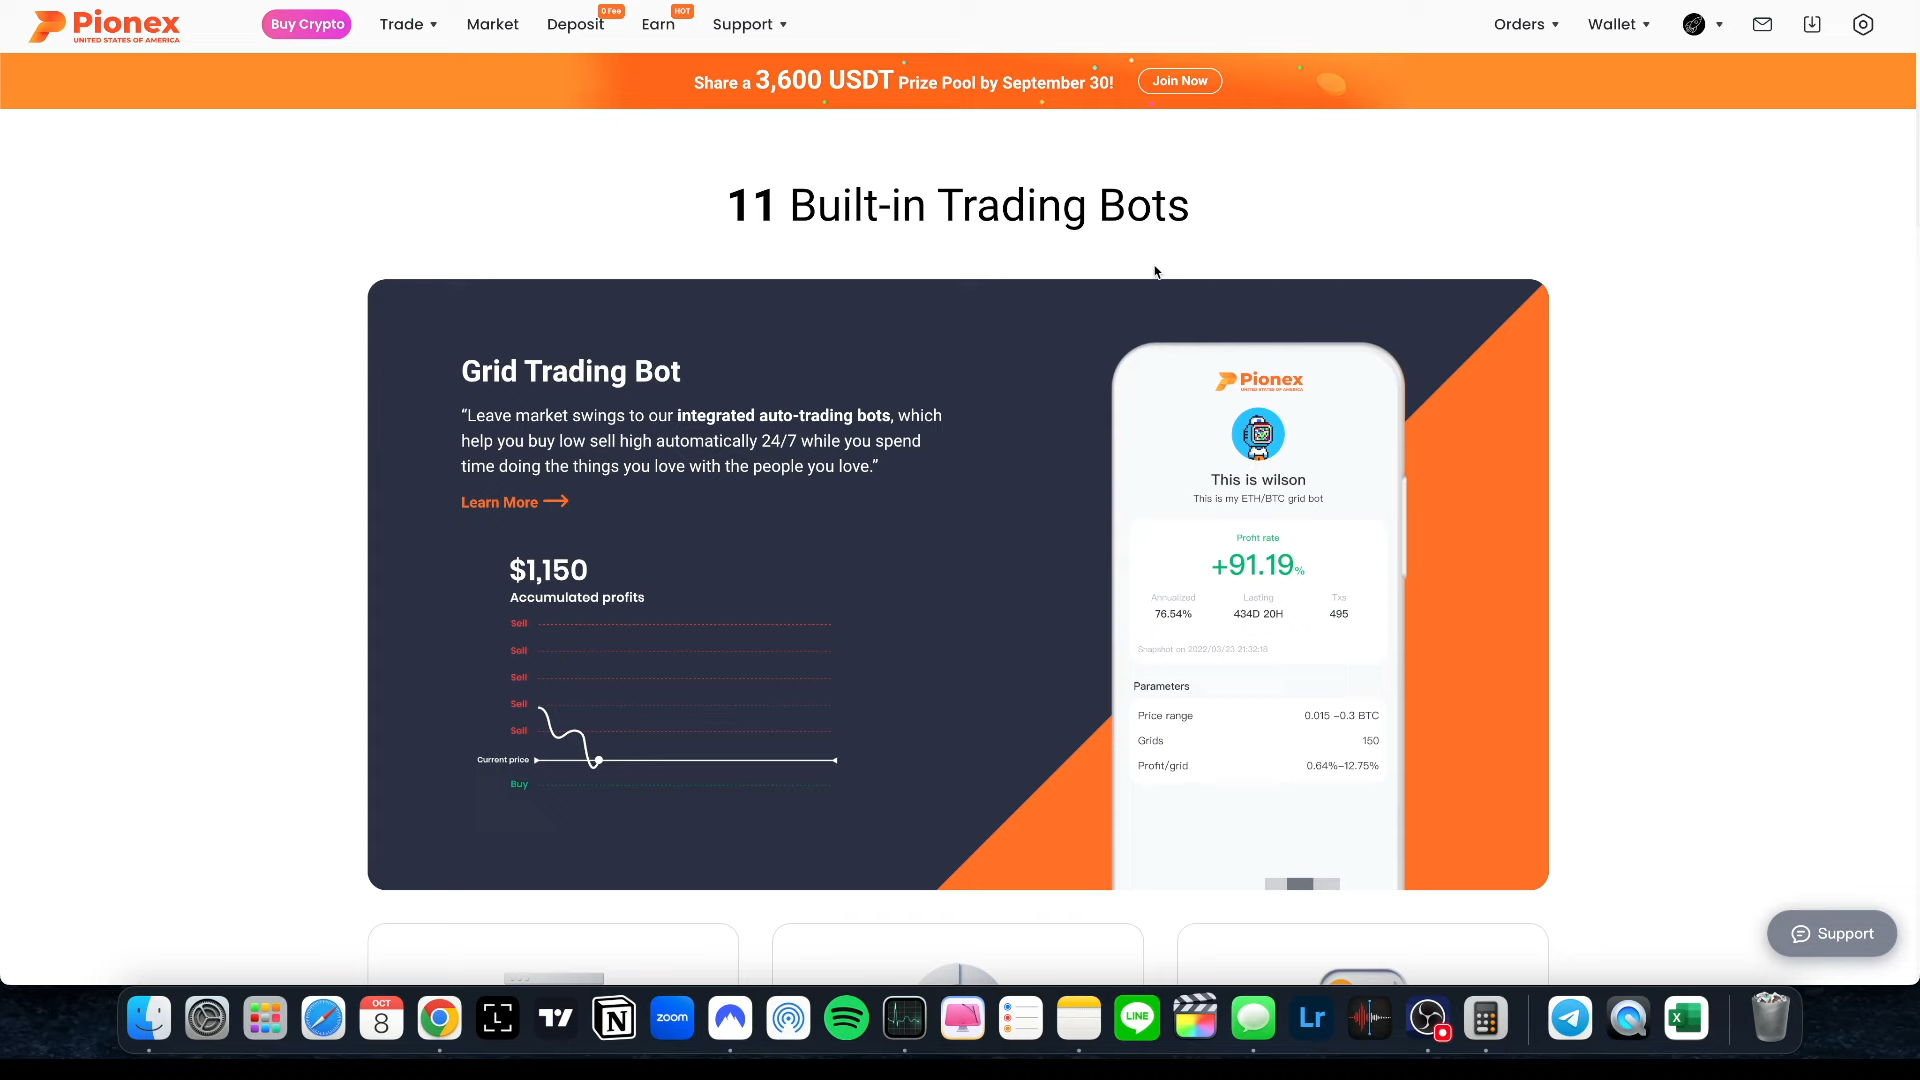 Pionex
UNITED STATES OF AMERICA
Buy Crypto
Trade
Market
Deposit
0 Fee
Earn
HOT
Support
Orders
Wallet
Share a 3,600 USDT Prize Pool by September 30!
Join Now
11 Built-in Trading Bots
Grid Trading Bot
“Leave market swings to our integrated auto-trading bots, which
help you buy low sell high automatically 24/7 while you spend
time doing the things you love with the people you love.”
Learn More
$1,150
Accumulated profits
Sell
Sell
Sell
Sell
Sell
Current price
Buy
Pionex
UNITED STATES OF AMERICA
This is wilson
This is my ETH/BTC grid bot
Profit rate
+91.19%
Annualized Lasting Txs
76.54% 434D 20H 495
Snapshot on 2022/03/23 21:32:18
Parameters
Price range 0.015 –0.3 BTC
Grids 150
Profit/grid 0.64%–12.75%
Support
OCT
8
L
N
zoom
LINE
Lr
X